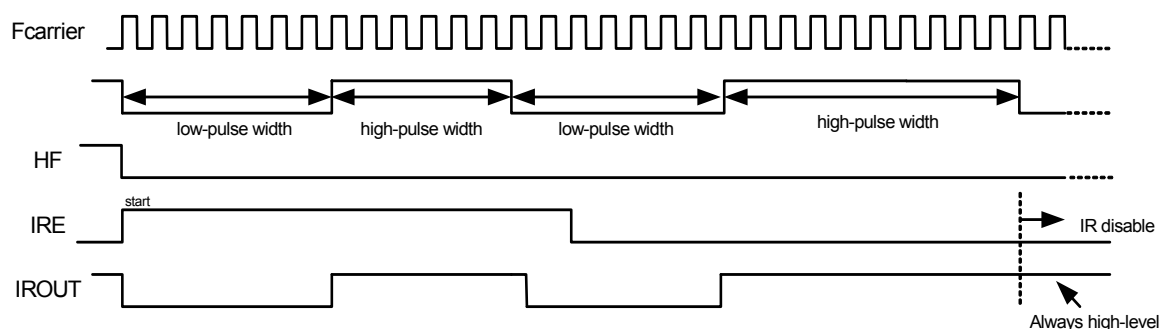 Fcarrier
low-pulse width
high-pulse width
low-pulse width
high-pulse width
HF
start
IRE
IR disable
IROUT
Always high-level